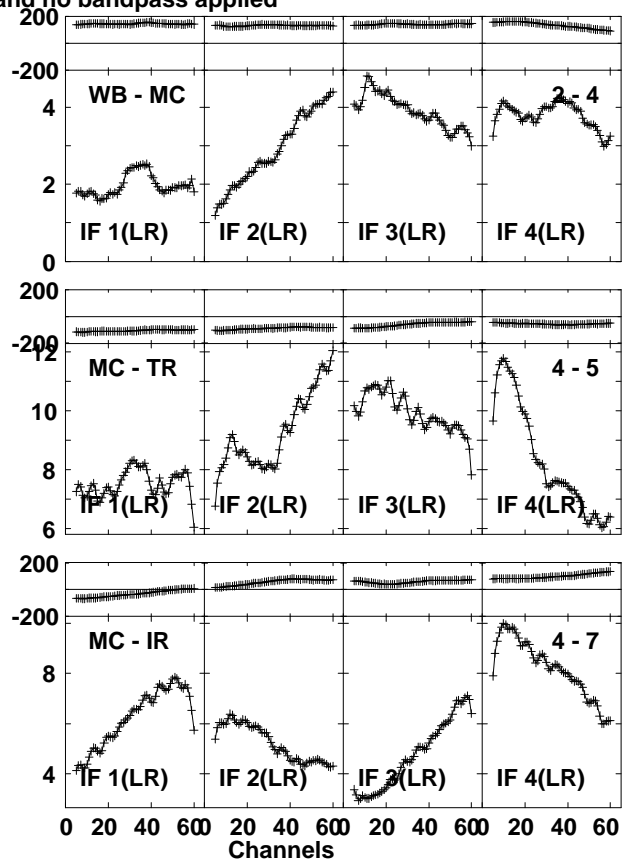 and no bandpass applied
200
-200
WB - MC 2 - 4
4
2
0
IF 1(LR) IF 2(LR) IF 3(LR) IF 4(LR)
200
-200
12
MC - TR 4 - 5
10
8
6
IF 1(LR) IF 2(LR) IF 3(LR) IF 4(LR)
200
-200
MC - IR 4 - 7
8
4
IF 1(LR) IF 2(LR) IF 3(LR) IF 4(LR)
0 20 40 60 0 20 40 60 0 20 40 60 0 20 40 60
Channels